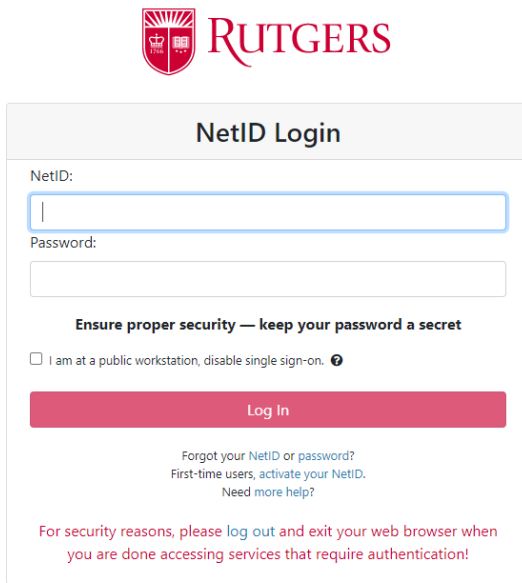 1766
RUTGERS
NetID Login
NetID:
Password:
Ensure proper security — keep your password a secret
I am at a public workstation, disable single sign-on. ?
Log In
Forgot your NetID or password?
First-time users, activate your NetID.
Need more help?
For security reasons, please log out and exit your web browser when
you are done accessing services that require authentication!